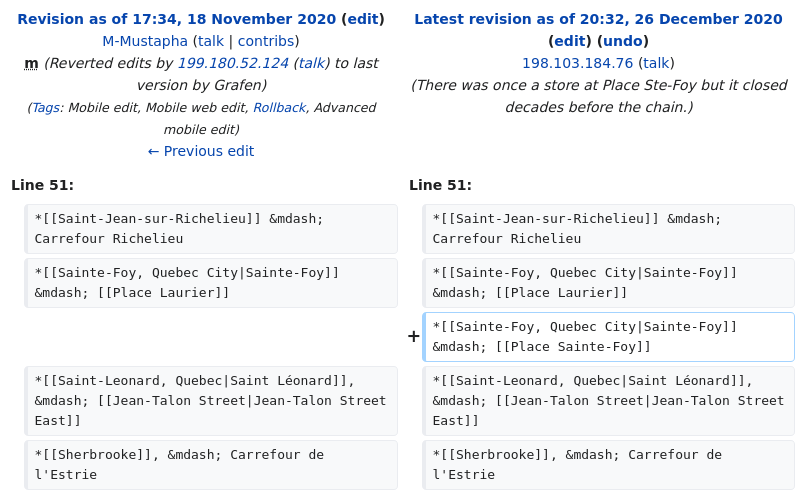 Revision as of 17:34, 18 November 2020 (edit)
M-Mustapha (talk | contribs)
m (Reverted edits by 199.180.52.124 (talk) to last
version by Grafen)
(Tags: Mobile edit, Mobile web edit, Rollback, Advanced
mobile edit)
← Previous edit
Latest revision as of 20:32, 26 December 2020
(edit) (undo)
198.103.184.76 (talk)
(There was once a store at Place Ste-Foy but it closed
decades before the chain.)
Line 51:
Line 51:
*[[Saint-Jean-sur-Richelieu]] &mdash;
Carrefour Richelieu
*[[Saint-Jean-sur-Richelieu]] &mdash;
Carrefour Richelieu
*[[Sainte-Foy, Quebec City|Sainte-Foy]]
&mdash; [[Place Laurier]]
*[[Sainte-Foy, Quebec City|Sainte-Foy]]
&mdash; [[Place Laurier]]
+
*[[Sainte-Foy, Quebec City|Sainte-Foy]]
&mdash; [[Place Sainte-Foy]]
*[[Saint-Leonard, Quebec|Saint Léonard]],
&mdash; [[Jean-Talon Street|Jean-Talon Street
East]]
*[[Saint-Leonard, Quebec|Saint Léonard]],
&mdash; [[Jean-Talon Street|Jean-Talon Street
East]]
*[[Sherbrooke]], &mdash; Carrefour de
l'Estrie
*[[Sherbrooke]], &mdash; Carrefour de
l'Estrie